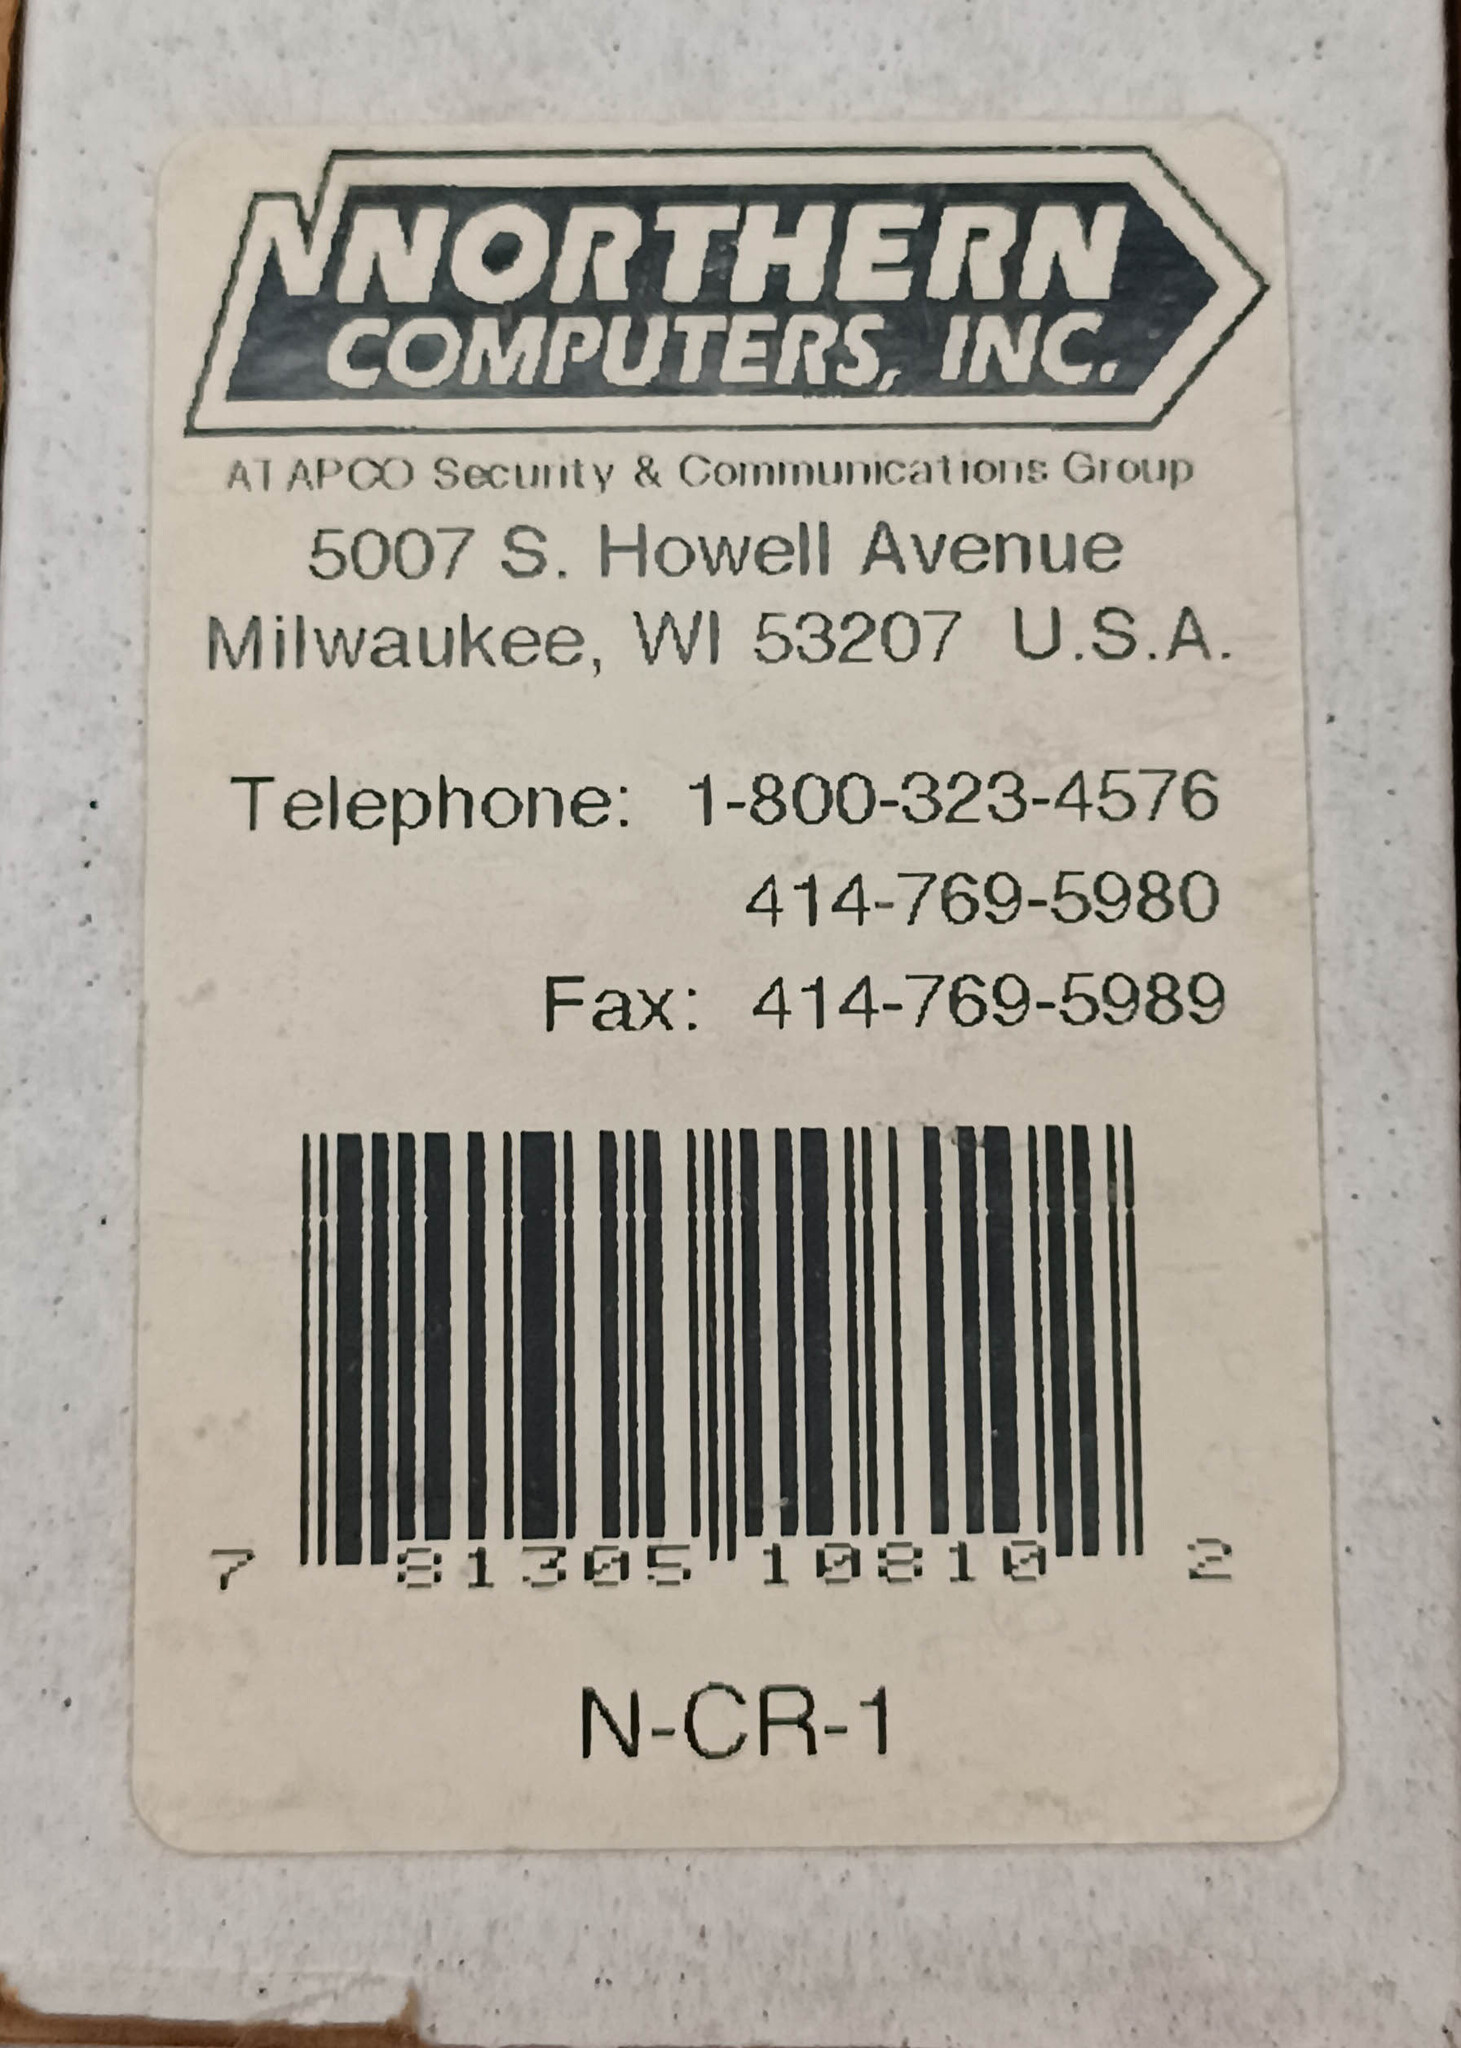 NORTHERN
COMPUTERS, INC.
ATAPCO Security & Communications Group
5007 S. Howell Avenue
Milwaukee, WI 53207 U.S.A.
Telephone: 1-800-323-4576
414-769-5980
Fax: 414-769-5989
7 81305 10810 2
N-CR-1